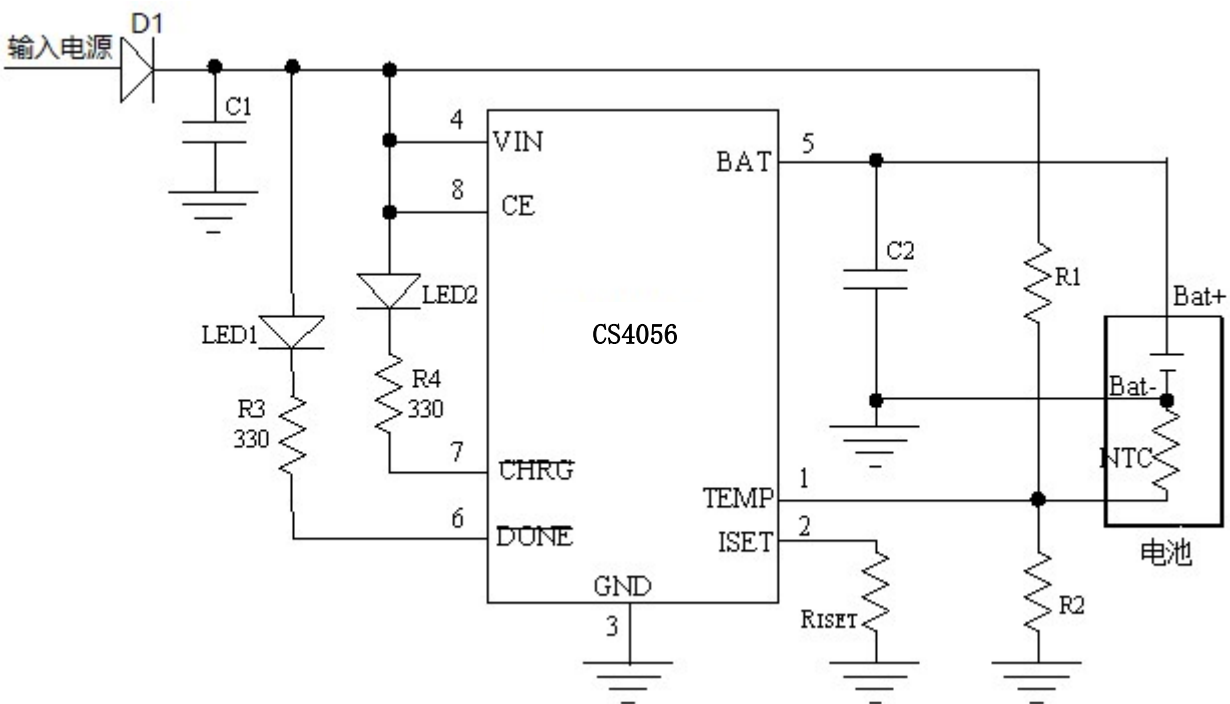 D1
输入电源
C1
4
VIN
BAT
5
8
CE
C2
R1
LED2
Bat+
LED1
CS4056
R4
330
Bat-
R3
330
7
CHRG
NTC
1
TEMP
6
DONE
ISET
2
电池
GND
RISET
R2
3